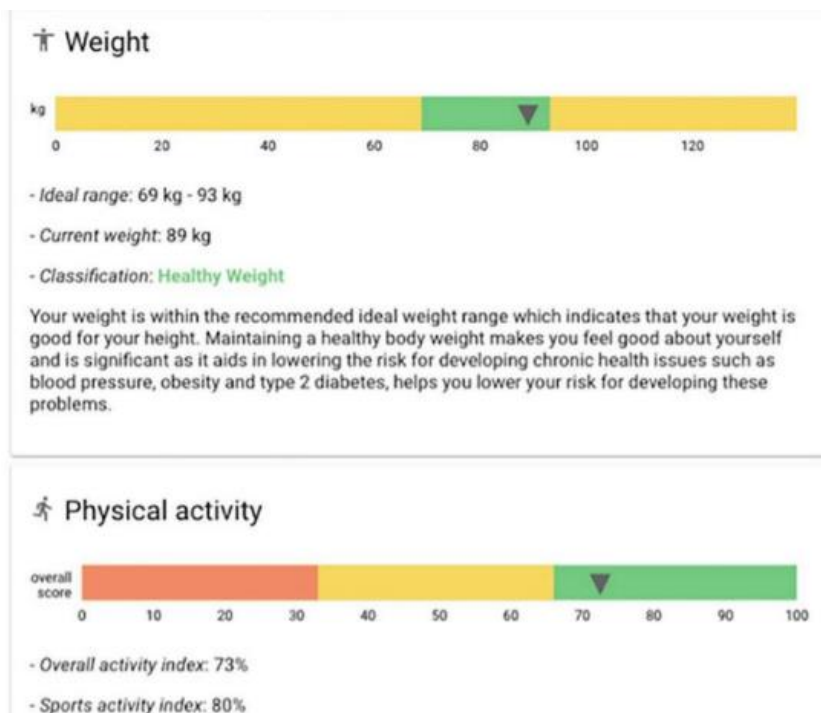 Weight
kg
0 20 40 60 80 100 120
- Ideal range: 69 kg - 93 kg
- Current weight: 89 kg
- Classification: Healthy Weight
Your weight is within the recommended ideal weight range which indicates that your weight is
good for your height. Maintaining a healthy body weight makes you feel good about yourself
and is significant as it aids in lowering the risk for developing chronic health issues such as
blood pressure, obesity and type 2 diabetes, helps you lower your risk for developing these
problems.
Physical activity
overall
score
0 10 20 30 40 50 60 70 80 90 100
- Overall activity index: 73%
- Sports activity index: 80%